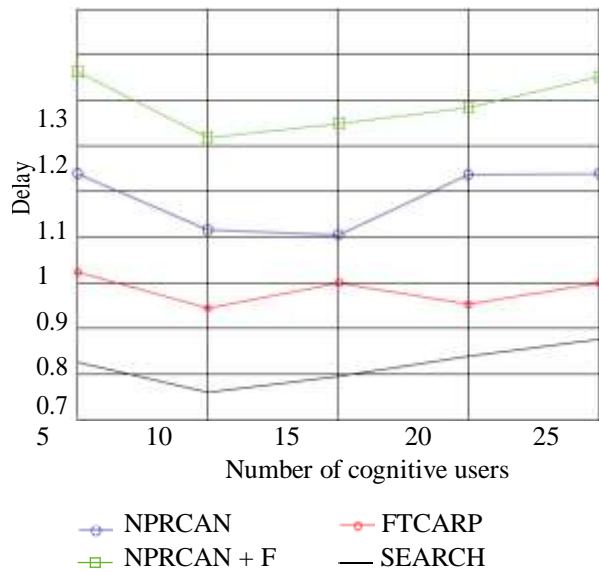 1.3
1.2
1.1
1
0.9
0.8
0.7
Delay
5 10 15 20 25
Number of cognitive users
NPRCAN FTCARP
NPRCAN + F SEARCH